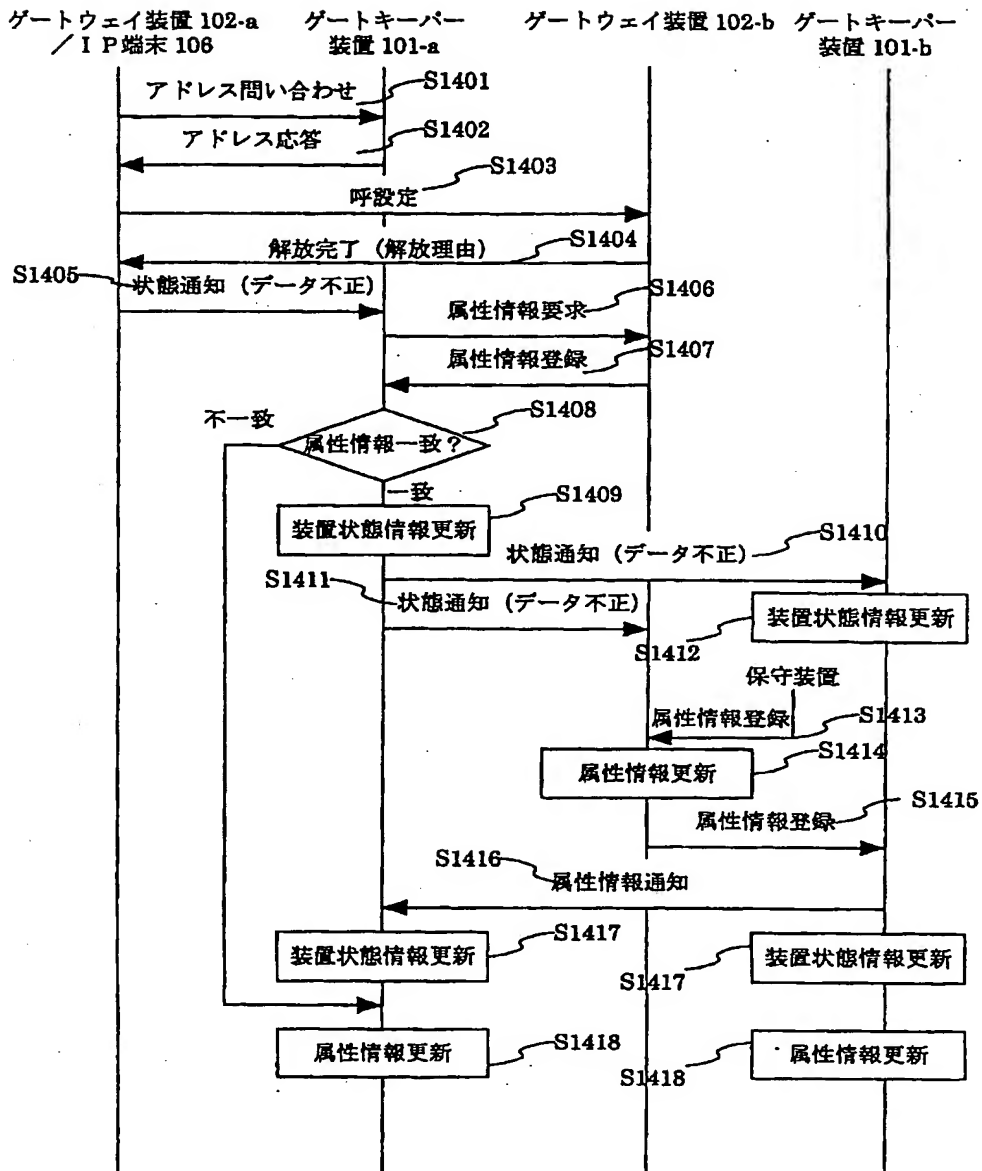 ゲートウェイ装置 102-a
／ＩＰ端末 106
ゲートキーパー
装置 101-a
ゲートウェイ装置 102-b
ゲートキーパー
装置 101-b
アドレス問い合わせ
S1401
アドレス応答
S1402
呼設定
S1403
解放完了（解放理由）
S1404
S1405
状態通知（データ不正）
属性情報要求
S1406
属性情報登録
S1407
不一致
属性情報一致？
S1408
一致
装置状態情報更新
S1409
状態通知（データ不正）
S1410
S1411
状態通知（データ不正）
装置状態情報更新
S1412
保守装置
属性情報登録
S1413
属性情報更新
S1414
属性情報登録
S1415
S1416
属性情報通知
装置状態情報更新
S1417
装置状態情報更新
S1417
属性情報更新
S1418
属性情報更新
S1418